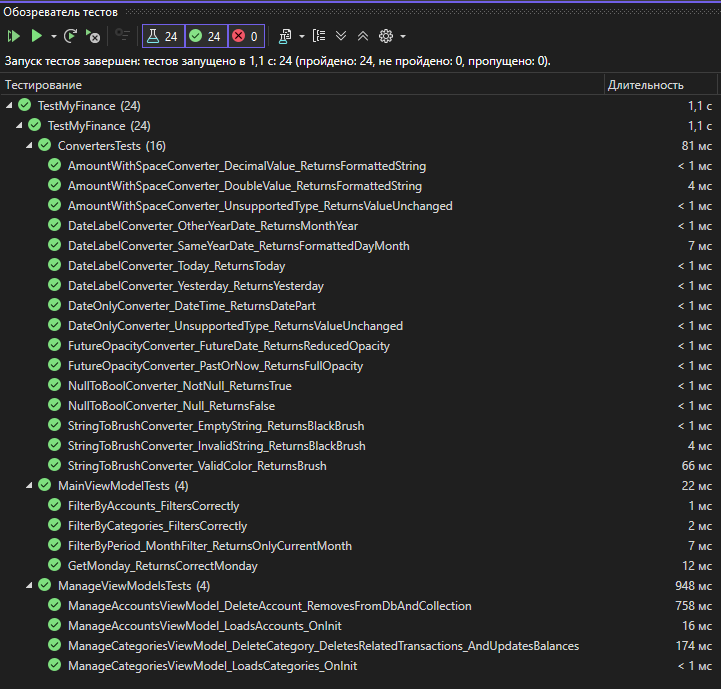 Обозреватель тестов
24 24 0
Запуск тестов завершен: тестов запущено в 1,1 с: 24 (пройдено: 24, не пройдено: 0, пропущено: 0).
Тестирование Длительность
TestMyFinance (24) 1,1 с
TestMyFinance (24) 1,1 с
ConvertersTests (16) 81 мс
AmountWithSpaceConverter_DecimalValue_ReturnsFormattedString < 1 мс
AmountWithSpaceConverter_DoubleValue_ReturnsFormattedString 4 мс
AmountWithSpaceConverter_UnsupportedType_ReturnsValueUnchanged < 1 мс
DateLabelConverter_OtherYearDate_ReturnsMonthYear < 1 мс
DateLabelConverter_SameYearDate_ReturnsFormattedDayMonth 7 мс
DateLabelConverter_Today_ReturnsToday < 1 мс
DateLabelConverter_Yesterday_ReturnsYesterday < 1 мс
DateOnlyConverter_DateTime_ReturnsDatePart < 1 мс
DateOnlyConverter_UnsupportedType_ReturnsValueUnchanged < 1 мс
FutureOpacityConverter_FutureDate_ReturnsReducedOpacity < 1 мс
FutureOpacityConverter_PastOrNow_ReturnsFullOpacity < 1 мс
NullToBoolConverter_NotNull_ReturnsTrue < 1 мс
NullToBoolConverter_Null_ReturnsFalse < 1 мс
StringToBrushConverter_EmptyString_ReturnsBlackBrush < 1 мс
StringToBrushConverter_InvalidString_ReturnsBlackBrush 4 мс
StringToBrushConverter_ValidColor_ReturnsBrush 66 мс
MainViewModelTests (4) 22 мс
FilterByAccounts_FiltersCorrectly 1 мс
FilterByCategories_FiltersCorrectly 2 мс
FilterByPeriod_MonthFilter_ReturnsOnlyCurrentMonth 7 мс
GetMonday_ReturnsCorrectMonday 12 мс
ManageViewModelsTests (4) 948 мс
ManageAccountsViewModel_DeleteAccount_RemovesFromDbAndCollection 758 мс
ManageAccountsViewModel_LoadsAccounts_OnInit 16 мс
ManageCategoriesViewModel_DeleteCategory_DeletesRelatedTransactions_AndUpdatesBalances 174 мс
ManageCategoriesViewModel_LoadsCategories_OnInit < 1 мс